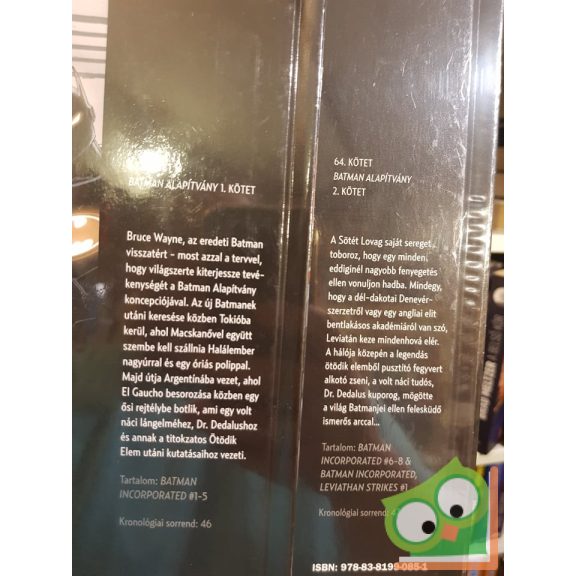 BATMAN ALAPÍTVÁNY 1. KÖTET
Bruce Wayne, az eredeti Batman
visszatért – most azzal a tervvel,
hogy világszerte kiterjessze tevé-
kenységét a Batman Alapítvány
koncepciójával. Az új Batmanek
utáni keresése közben Tokióba
kerül, ahol Macskanővel együtt
szembe kell szállnia Halálember
nagyúrral és egy óriás polippal.
Majd útja Argentínába vezet, ahol
El Gaucho besorozása közben egy
ősi rejtélybe botlik, ami egy volt
náci lángelméhez, Dr. Dedalushoz
és annak a titokzatos Ötödik
Elem utáni kutatásaihoz vezeti.
Tartalom: BATMAN
INCORPORATED #1-5
Kronológiai sorrend: 46
64. KÖTET
BATMAN ALAPÍTVÁNY
2. KÖTET
A Sötét Lovag saját sereget
toboroz, hogy egy minden
eddiginél nagyobb fenyegetés
ellen vonuljon hadba. Mindegy,
hogy a dél-dakotai Denevér-
szerzetről vagy egy angliai elit
bentlakásos akadémiáról van szó,
Leviatán keze mindenhová elér.
A hálója közepén a legendás
ötödik elemből pusztító fegyvert
alkotó zseni, a volt náci tudós,
Dr. Dedalus kuporog, mögötte
a világ Batmanjei ellen felesküdő
ismerős arccal...
Tartalom: BATMAN
INCORPORATED #6-8 &
BATMAN INCORPORATED,
LEVIATHAN STRIKES #1
Kronológiai sorrend:
ISBN: 978-83-8199-085-1